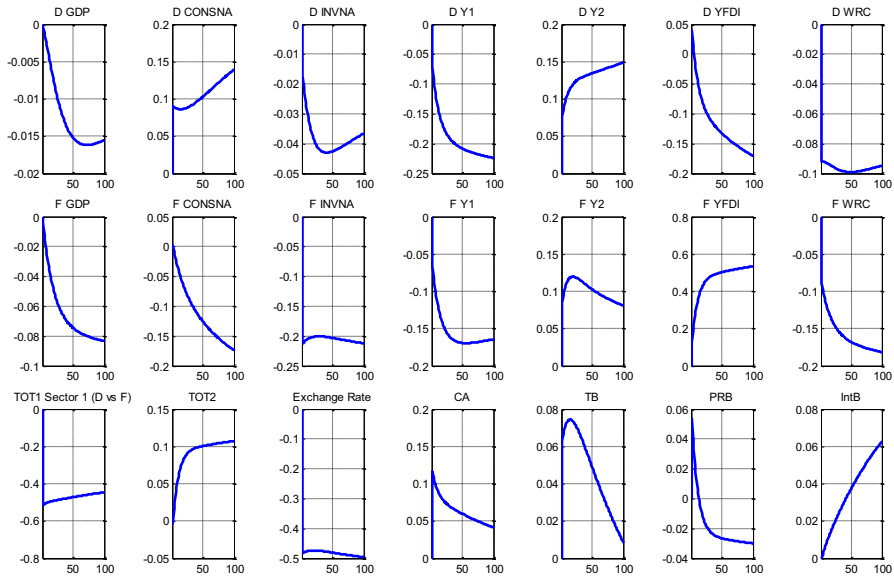 D GDP D CONSNA D INVNA D Y1 D Y2 D YFDI D WRC
0 0.2 0 0 0.2 0.05 0
-0.005 0.15 -0.01 -0.05 0.15 0 -0.02
-0.01 0.1 -0.02 -0.1 0.1 -0.05 -0.04
-0.015 0.05 -0.03 -0.15 0.05 -0.1 -0.06
-0.02 0 -0.04 -0.2 0 -0.15 -0.08
-0.05 -0.25 -0.2 -0.1
50 100 50 100 50 100 50 100 50 100 50 100 50 100
F GDP F CONSNA F INVNA F Y1 F Y2 F YFDI F WRC
0 0.05 0 0 0.2 0.8 0
-0.02 0 -0.05 -0.05 0.15 0.6 -0.05
-0.04 -0.05 -0.1 -0.1 0.1 0.4 -0.1
-0.06 -0.1 -0.15 -0.15 0.05 0.2 -0.15
-0.08 -0.15 -0.2 -0.2 0 0 -0.2
-0.1 -0.2 -0.25
50 100 50 100 50 100 50 100 50 100 50 100 50 100
TOT1 Sector 1 (D vs F) TOT2 Exchange Rate CA TB PRB IntB
0 0.15 0 0.2 0.08 0.06 0.08
-0.2 0.1 -0.1 0.15 0.06 0.04 0.06
-0.4 0.05 -0.2 0.1 0.04 0.02 0.04
-0.6 0 -0.3 0.05 0.02 0 0.02
-0.8 -0.05 -0.4 0 0 -0.02 0
-0.5 -0.04
50 100 50 100 50 100 50 100 50 100 50 100 50 100